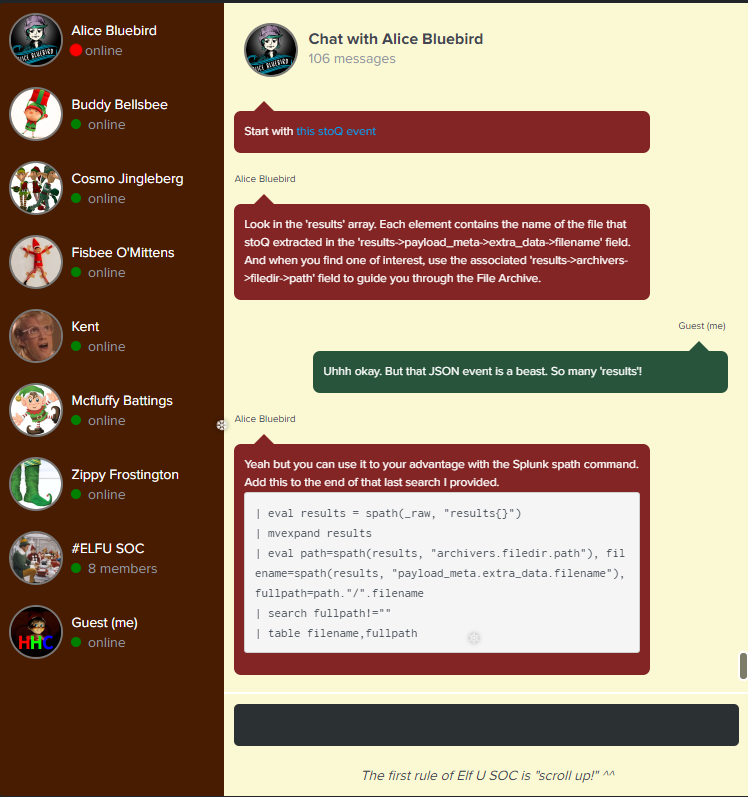 Alice Bluebird
online
Buddy Bellsbee
online
Cosmo Jingleberg
online
Fisbee O'Mittens
online
Kent
online
Mcfluffy Battings
online
Zippy Frostington
online
#ELFU SOC
8 members
Guest (me)
online
HHC
ALICE BLUEBIRD
Chat with Alice Bluebird
106 messages
Start with this stoQ event
Alice Bluebird
Look in the 'results' array. Each element contains the name of the file that
stoQ extracted in the 'results->payload_meta->extra_data->filename' field.
And when you find one of interest, use the associated 'results->archivers-
>filedir->path' field to guide you through the File Archive.
Guest (me)
Uhhh okay. But that JSON event is a beast. So many 'results'!
Alice Bluebird
Yeah but you can use it to your advantage with the Splunk spath command.
Add this to the end of that last search I provided.
| eval results = spath(_raw, "results{}")
| mvexpand results
| eval path=spath(results, "archivers.filedir.path"), fil
ename=spath(results, "payload_meta.extra_data.filename"),
fullpath=path."/".filename
| search fullpath!=""
| table filename,fullpath
The first rule of Elf U SOC is "scroll up!" ^^